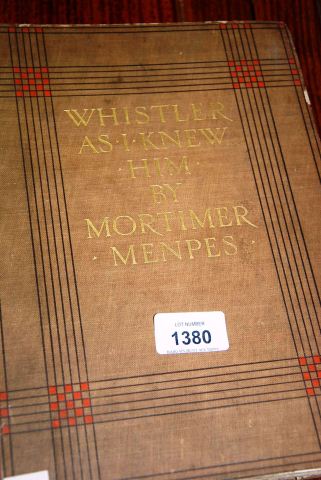 WHISTLER
AS · I · KNEW
HIM ·
BY
MORTIMER
· MENPES ·
LOT NUMBER
1380